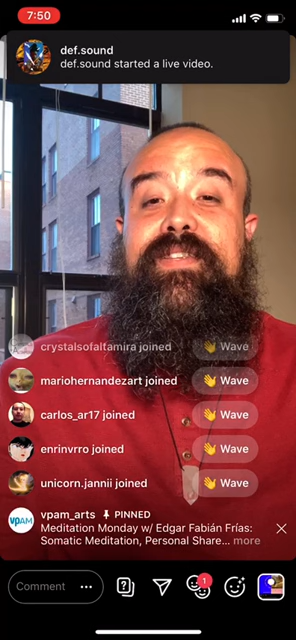 7:50
def.sound
def.sound started a live video.
crystalsofaltamira joined
👋 Wave
mariohernandezart joined
👋 Wave
carlos_ar17 joined
👋 Wave
enrinvrro joined
👋 Wave
unicorn.jannii joined
👋 Wave
VPAM
vpam_arts PINNED
Meditation Monday w/ Edgar Fabián Frías:
Somatic Meditation, Personal Share... more
Comment
1